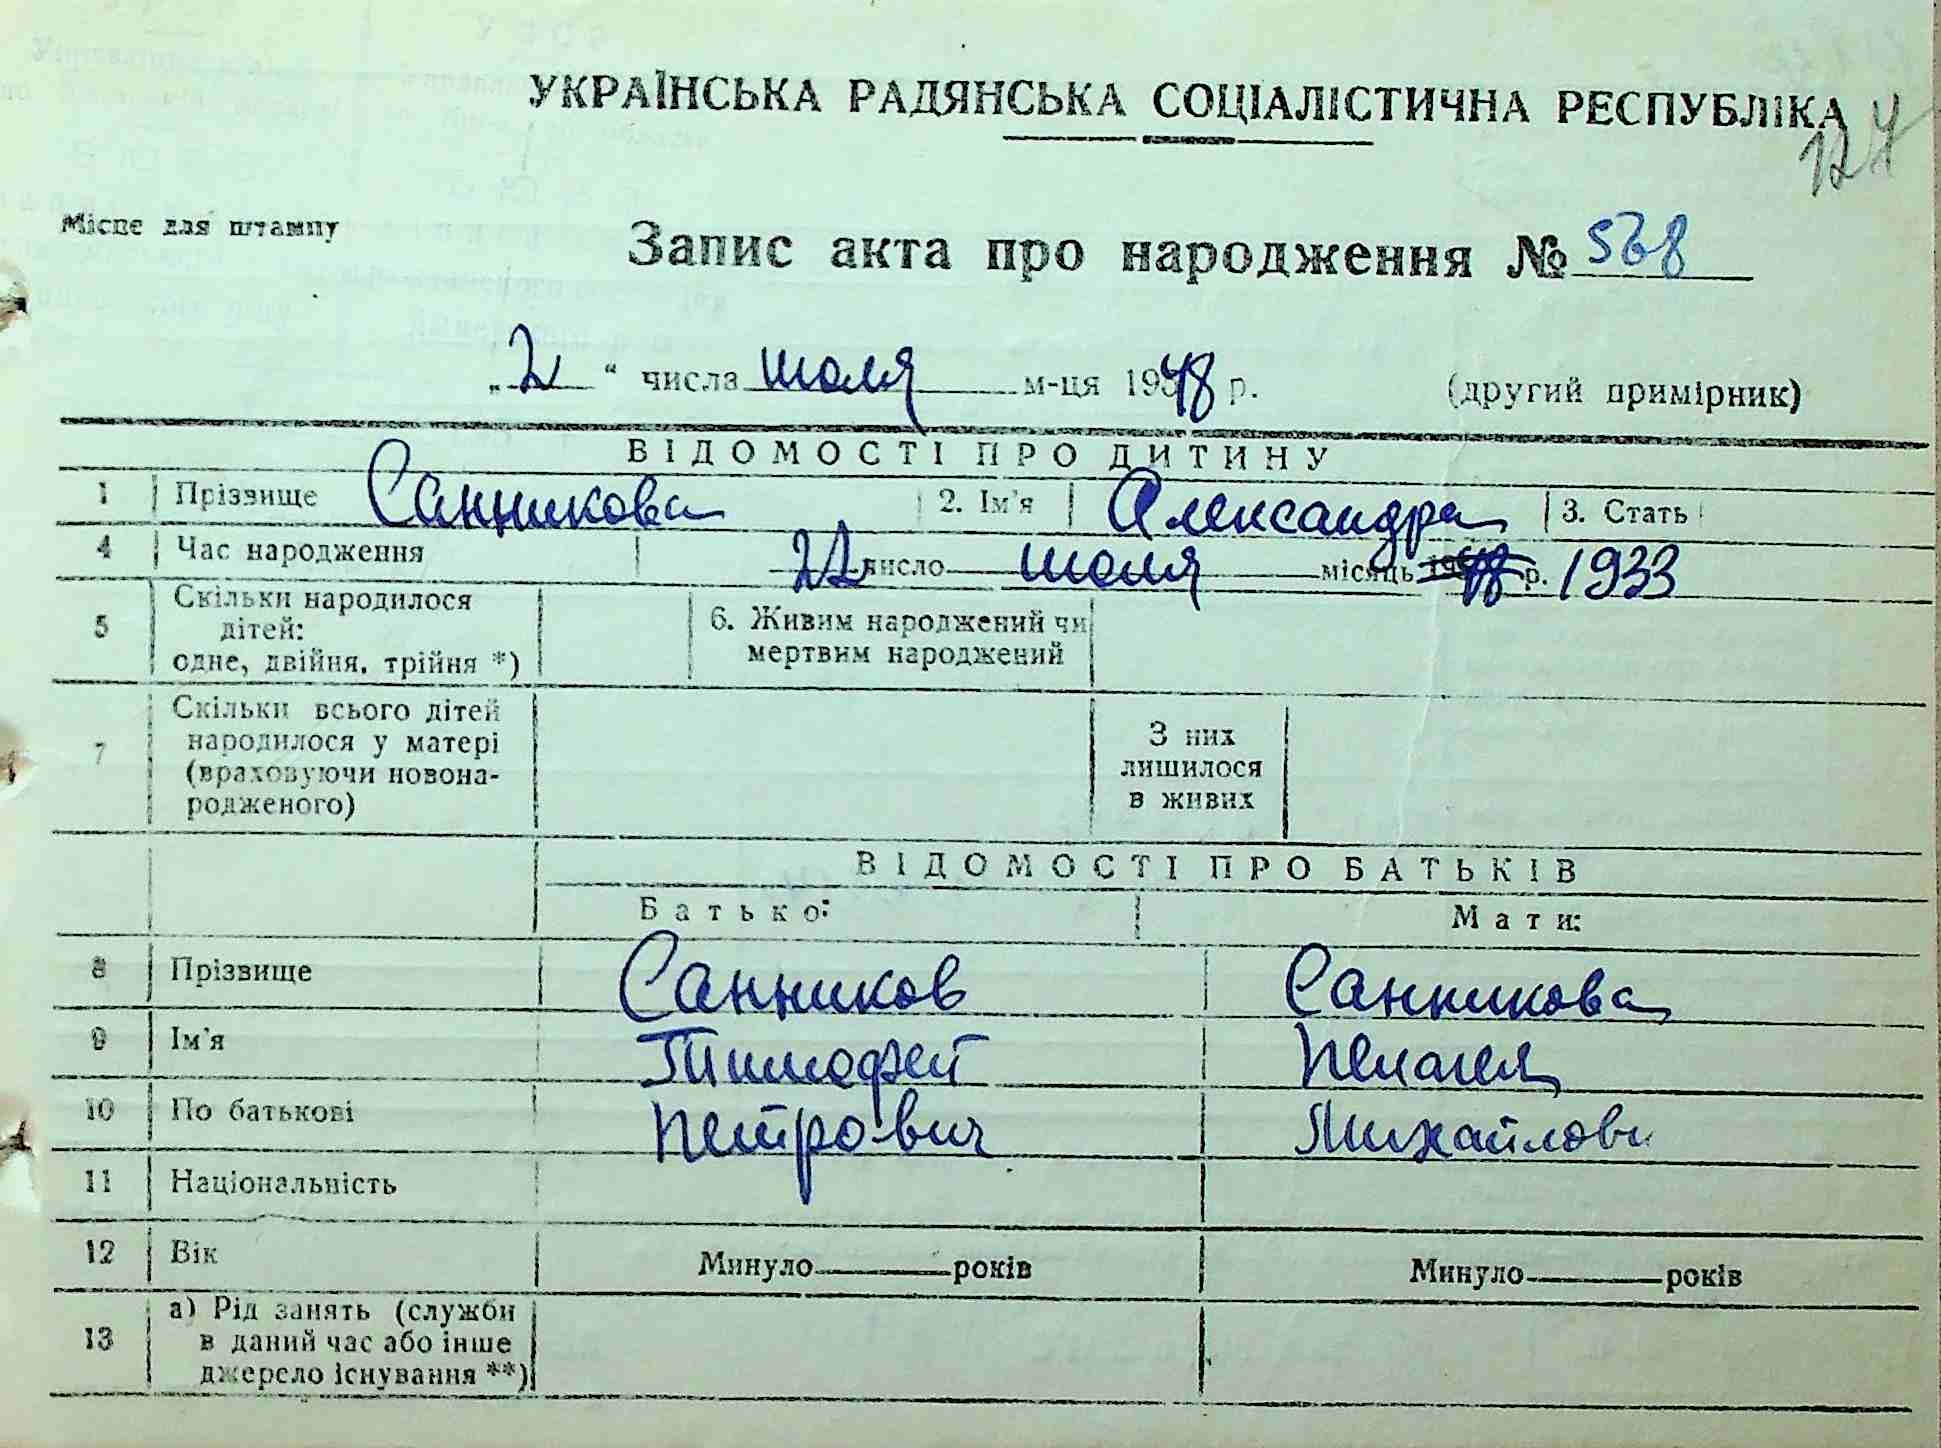 УКРАЇНСЬКА РАДЯНСЬКА СОЦІАЛІСТИЧНА РЕСПУБЛІКА
127
Місце для штампу
Запис акта про народження № 568
„2“ числа июля м-ця 1948 р. (другий примірник)
ВІДОМОСТІ ПРО ДИТИНУ
1 Прізвище Санникова 2. Ім'я Александра 3. Стать
4 Час народження 22 число июля місяць р. 1933
5 Скільки народилося дітей: одне, двійня, трійня *) 6. Живим народжений чи мертвим народжений
7 Скільки всього дітей народилося у матері (враховуючи новонародженого) З них лишилося в живих
ВІДОМОСТІ ПРО БАТЬКІВ
Батько: Мати:
8 Прізвище Санников Санникова
9 Ім'я Тимофей Пелагея
10 По батькові Петрович Михайлови
11 Національність
12 Вік Минуло років Минуло років
13 а) Рід занять (служби в даний час або інше джерело існування **)